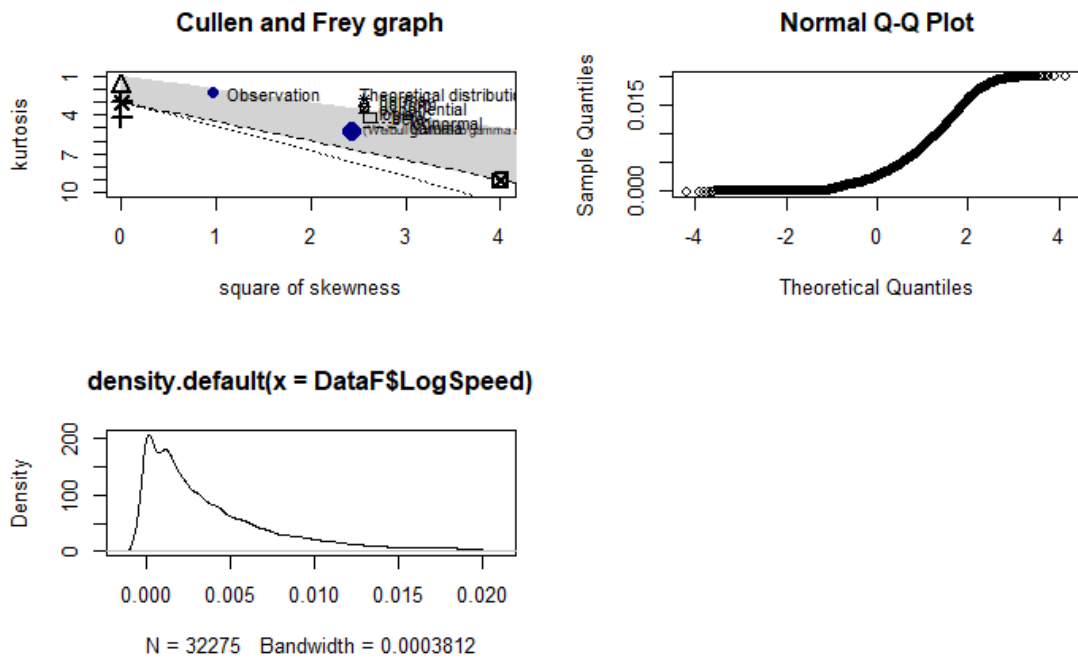 Cullen and Frey graph
kurtosis
1
4
7
10
Observation
Theoretical distributi
0 1 2 3 4
square of skewness
Normal Q-Q Plot
Sample Quantiles
0.015
0.000
-4 -2 0 2 4
Theoretical Quantiles
density.default(x = DataF$LogSpeed)
Density
200
100
0
0.000 0.005 0.010 0.015 0.020
N = 32275 Bandwidth = 0.0003812